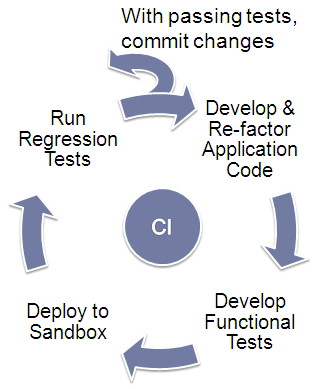 With passing tests,
commit changes
Develop &
Re-factor
Application
Code
Develop
Functional
Tests
Deploy to
Sandbox
Run
Regression
Tests
CI